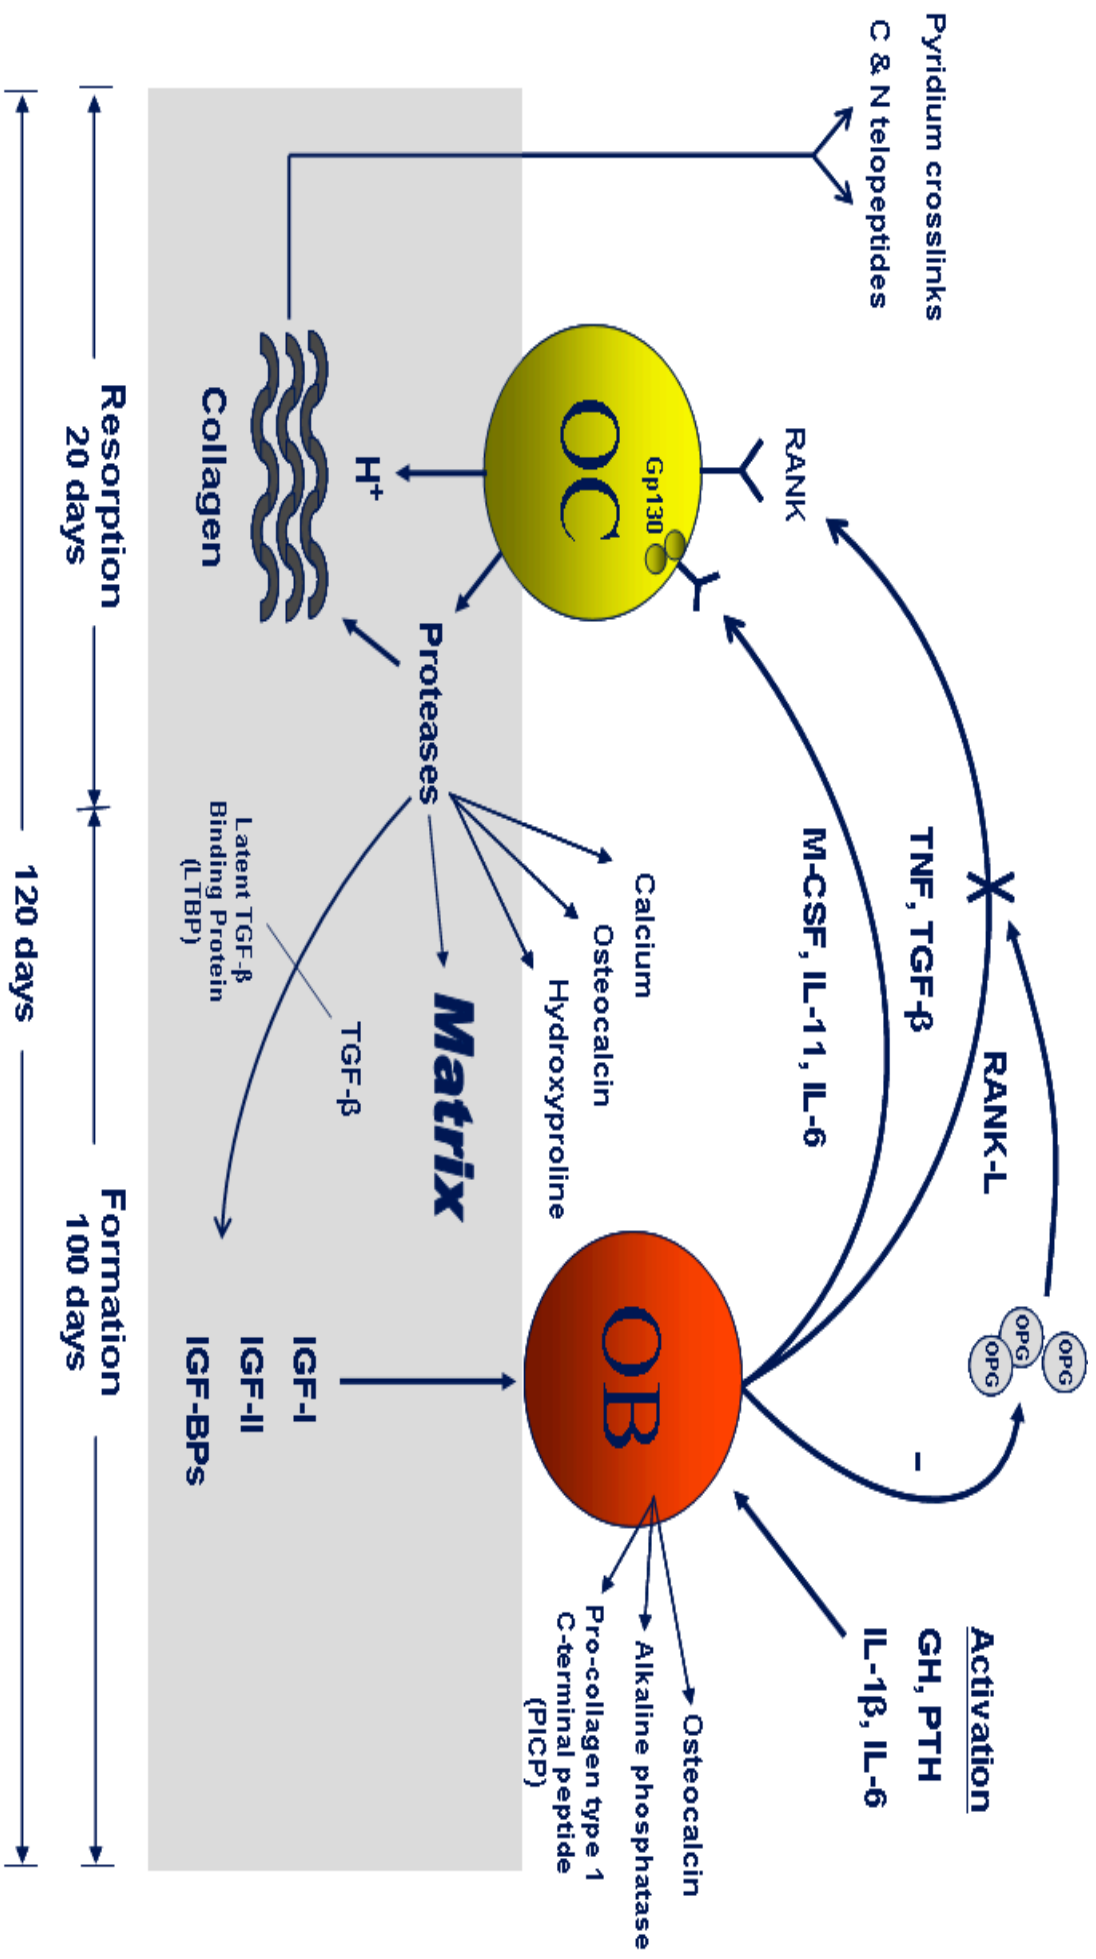 Pyridium crosslinks
C & N telopeptides
RANK
Gp130
OC
H⁺
Collagen
Proteases
TNF, TGF-β
M-CSF, IL-11, IL-6
RANK-L
OPG
OPG
OPG
–
Activation
GH, PTH
IL-1β, IL-6
OB
Osteocalcin
Alkaline phosphatase
Pro-collagen type 1
C-terminal peptide
(PICP)
Calcium
Osteocalcin
Hydroxyproline
Matrix
TGF-β
Latent TGF-β
Binding Protein
(LTBP)
IGF-I
IGF-II
IGF-BPs
Resorption
20 days
Formation
100 days
120 days